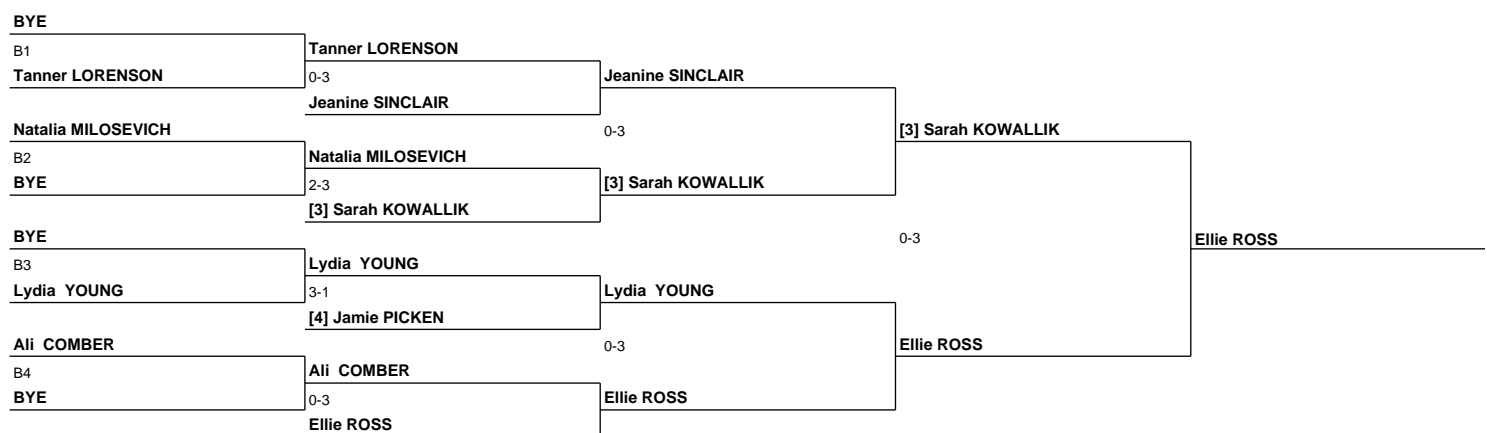 BYE
B1
Tanner LORENSON
Natalia MILOSEVICH
B2
BYE
BYE
B3
Lydia YOUNG
Ali COMBER
B4
BYE
Tanner LORENSON
0-3
Jeanine SINCLAIR
Natalia MILOSEVICH
2-3
[3] Sarah KOWALLIK
Lydia YOUNG
3-1
[4] Jamie PICKEN
Ali COMBER
0-3
Ellie ROSS
Jeanine SINCLAIR
0-3
[3] Sarah KOWALLIK
Lydia YOUNG
0-3
Ellie ROSS
[3] Sarah KOWALLIK
0-3
Ellie ROSS
Ellie ROSS